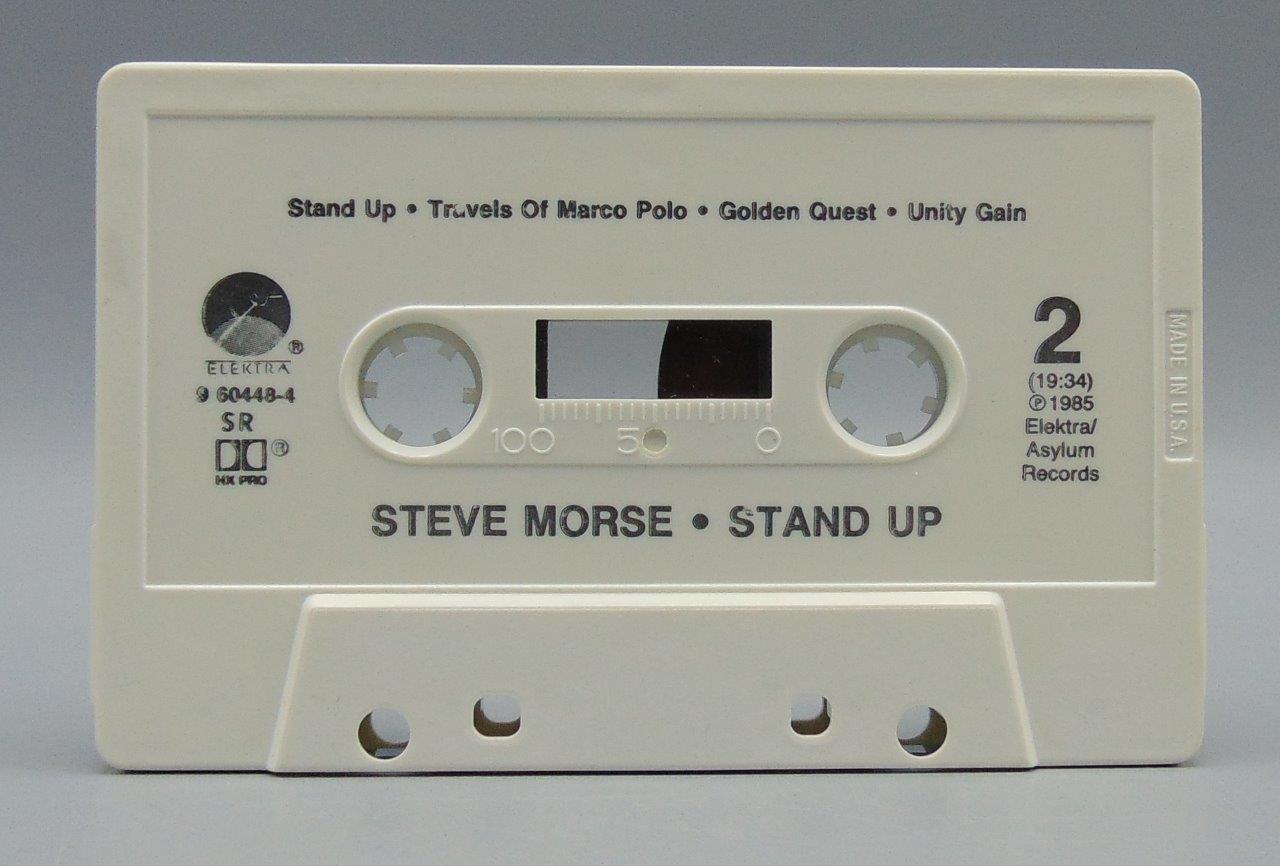 Stand Up • Travels Of Marco Polo • Golden Quest • Unity Gain
ELEKTRA ®
9 60448-4
SR
®
HX PRO
100 50 0
2
(19:34)
℗ 1985
Elektra/
Asylum
Records
MADE IN U.S.A.
STEVE MORSE • STAND UP